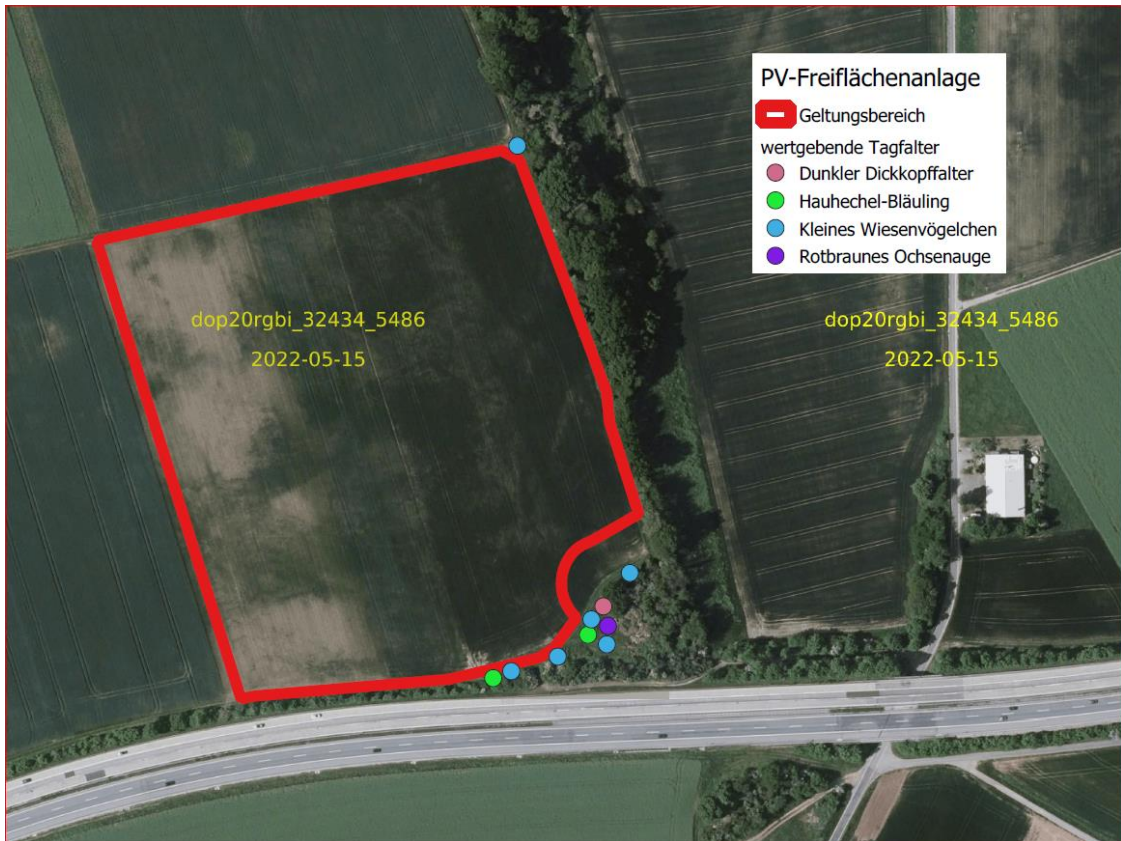 PV-Freiflächenanlage
Geltungsbereich
wertgebende Tagfalter
Dunkler Dickkopffalter
Hauhechel-Bläuling
Kleines Wiesenvögelchen
Rotbraunes Ochsenauge
dop20rgbi_32434_5486
2022-05-15
dop20rgbi_32434_5486
2022-05-15